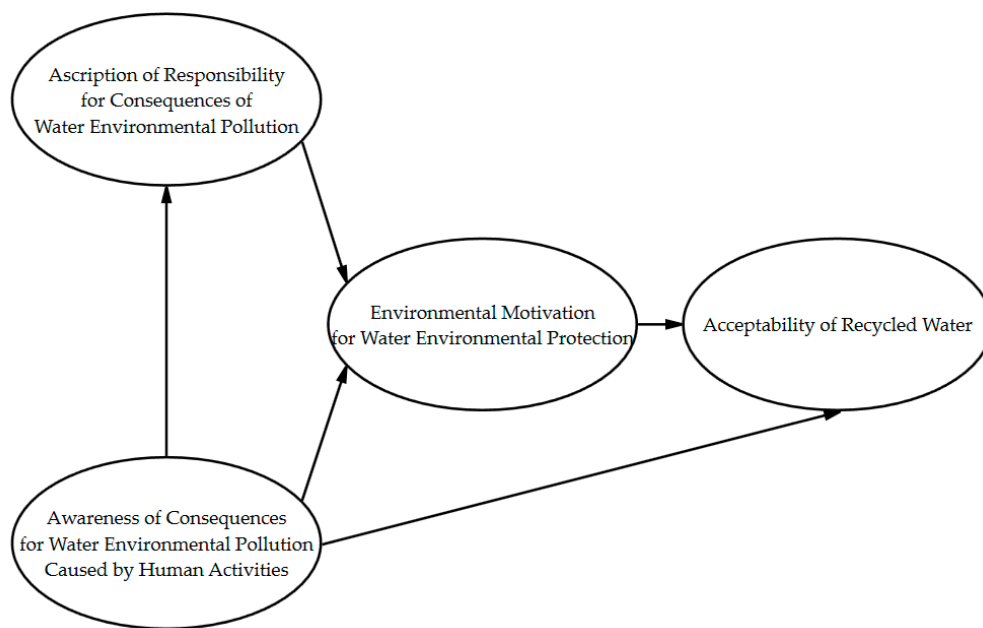 Ascription of Responsibility
for Consequences of
Water Environmental Pollution
Environmental Motivation
for Water Environmental Protection
Acceptability of Recycled Water
Awareness of Consequences
for Water Environmental Pollution
Caused by Human Activities